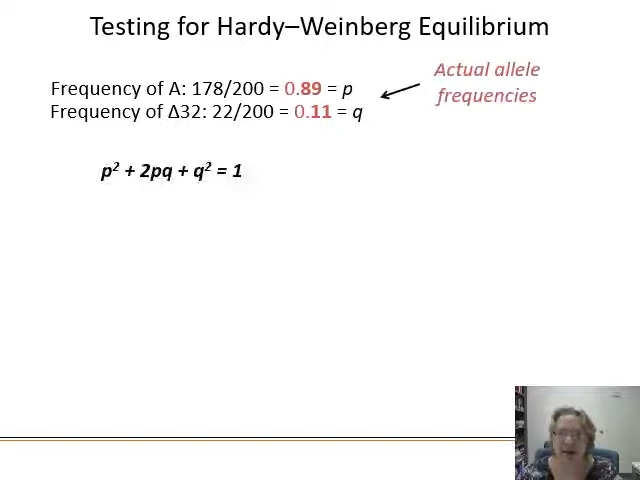 Testing for Hardy–Weinberg Equilibrium
Frequency of A: 178/200 = 0.89 = p
Frequency of Δ32: 22/200 = 0.11 = q
Actual allele
frequencies
p² + 2pq + q² = 1